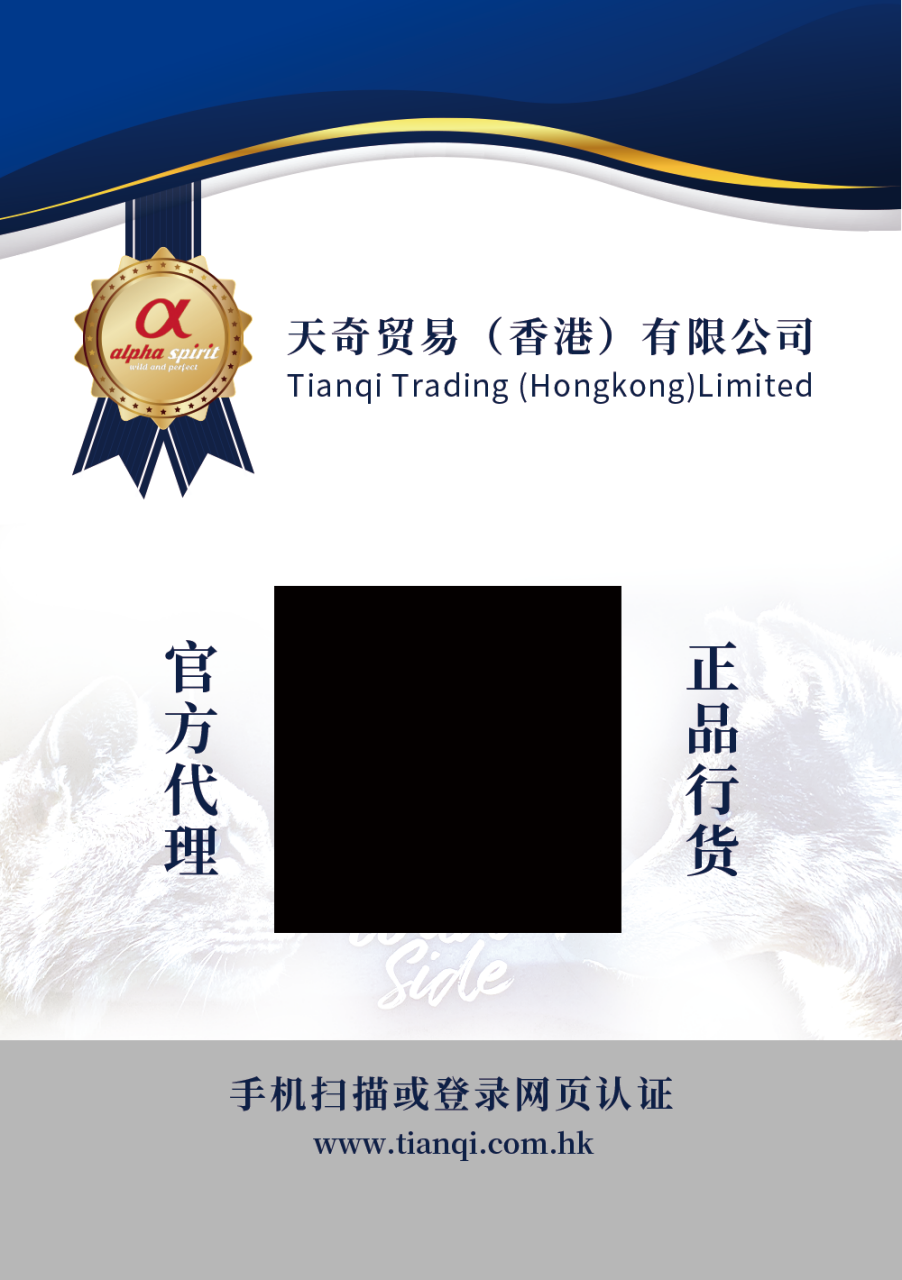 alpha spirit
wild and perfect
天奇贸易（香港）有限公司
Tianqi Trading (Hongkong)Limited
官方代理
正品行货
Side
手机扫描或登录网页认证
www.tianqi.com.hk